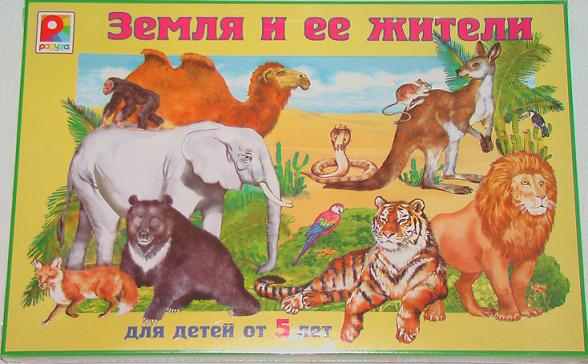 Радуга
Земля и ее жители
для детей от 5 лет